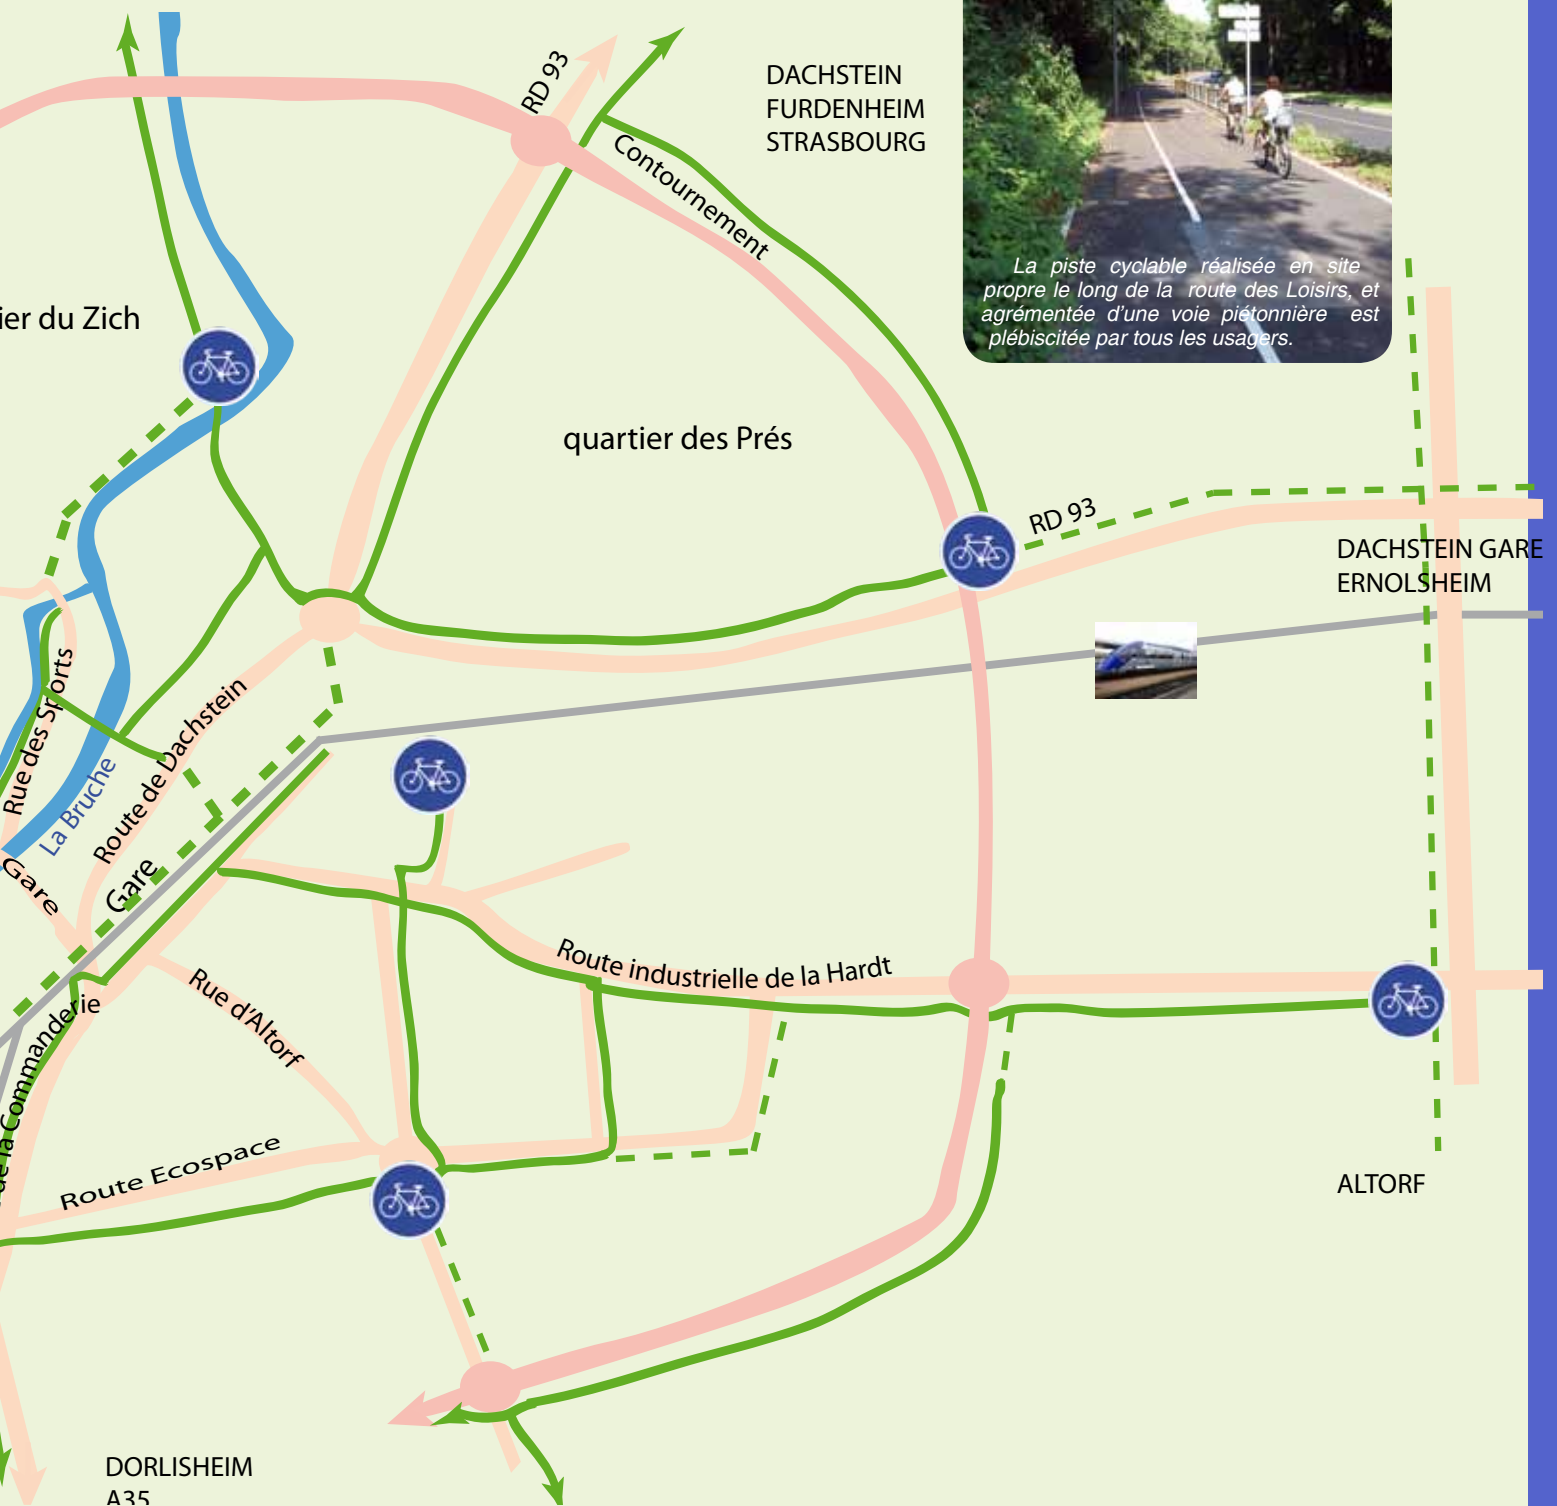 RD 93
DACHSTEIN
FURDENHEIM
STRASBOURG
Contournement
La piste cyclable réalisée en site
propre le long de la route des Loisirs, et
agrémentée d'une voie piétonnière est
plébiscitée par tous les usagers.
ier du Zich
quartier des Prés
RD 93
DACHSTEIN GARE
ERNOLSHEIM
Rue des Sports
La Bruche
Route de Dachstein
Gare
Gare
Route industrielle de la Hardt
Rue d'Altorf
de la Commanderie
Route Ecospace
ALTORF
DORLISHEIM
A35